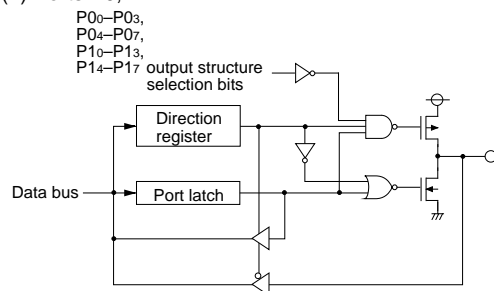 P00–P03,
P04–P07,
P10–P13,
P14–P17 output structure
selection bits
Direction
register
Data bus
Port latch